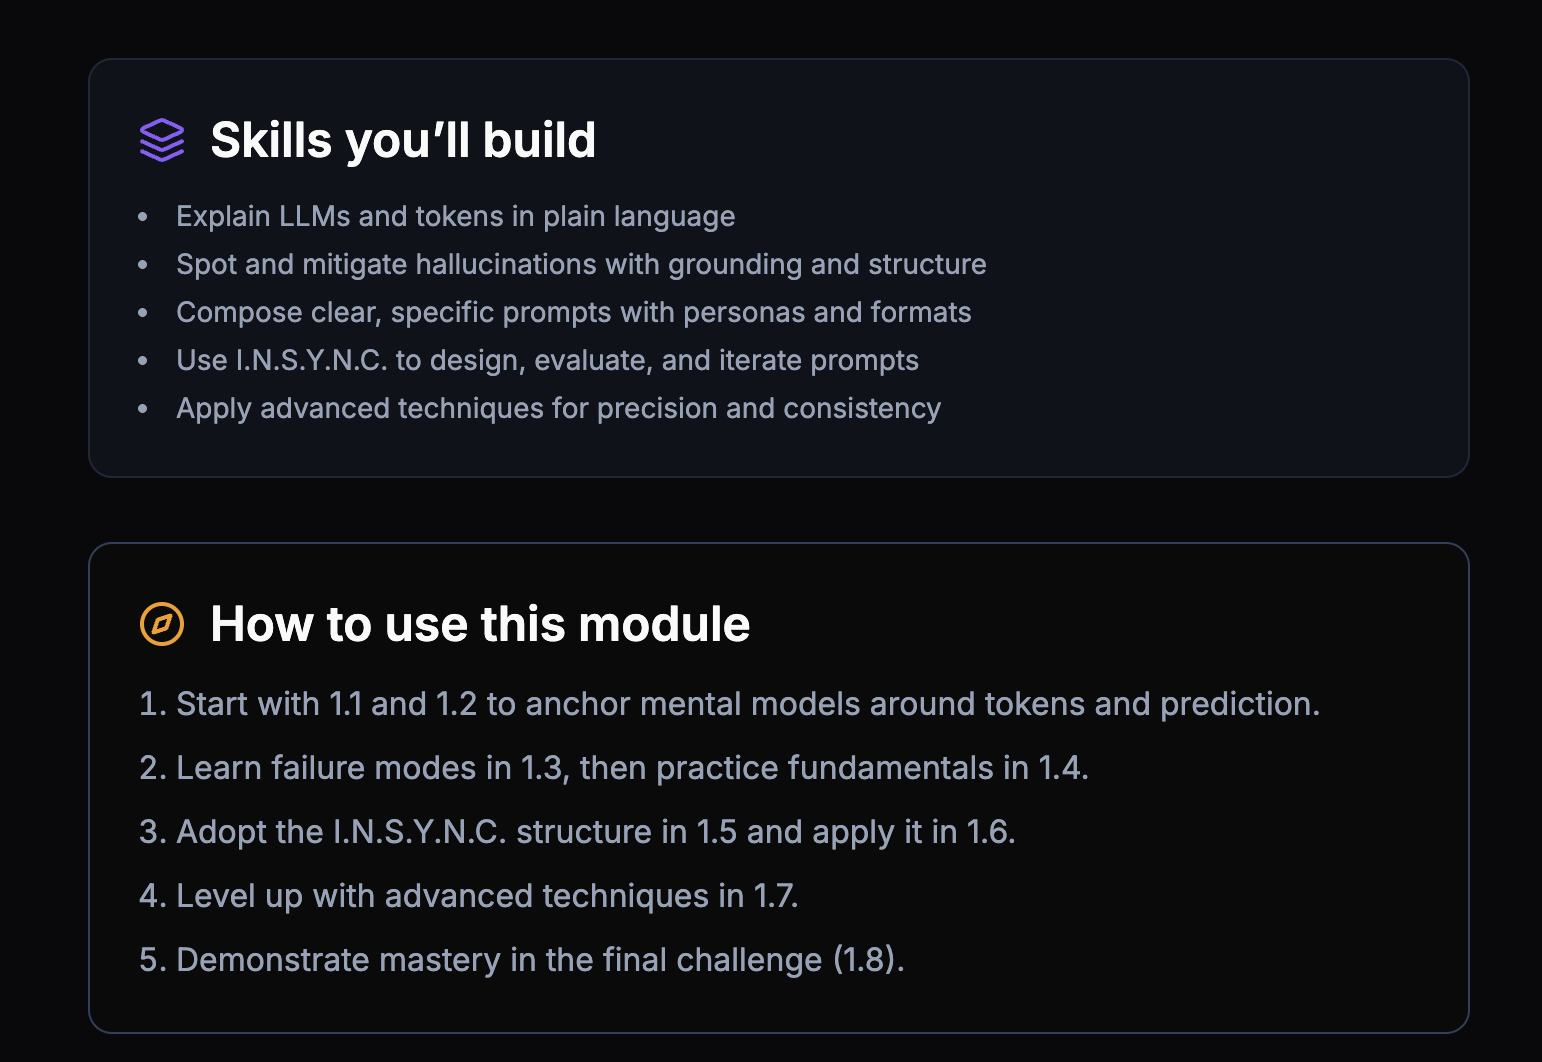 Skills you’ll build
• Explain LLMs and tokens in plain language
• Spot and mitigate hallucinations with grounding and structure
• Compose clear, specific prompts with personas and formats
• Use I.N.S.Y.N.C. to design, evaluate, and iterate prompts
• Apply advanced techniques for precision and consistency
How to use this module
1. Start with 1.1 and 1.2 to anchor mental models around tokens and prediction.
2. Learn failure modes in 1.3, then practice fundamentals in 1.4.
3. Adopt the I.N.S.Y.N.C. structure in 1.5 and apply it in 1.6.
4. Level up with advanced techniques in 1.7.
5. Demonstrate mastery in the final challenge (1.8).